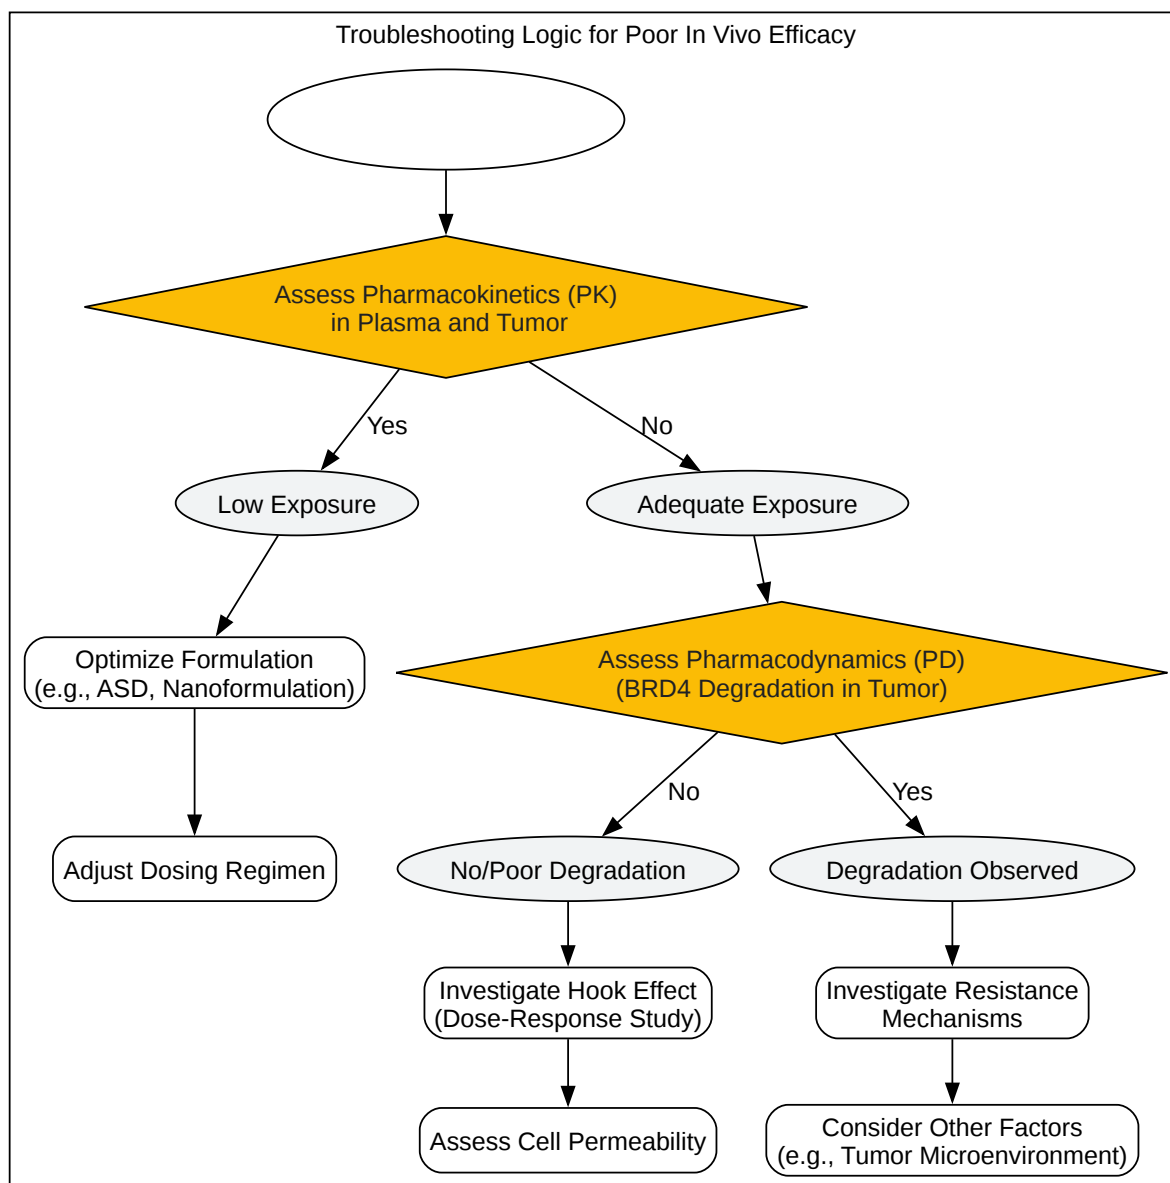 Troubleshooting Logic for Poor In Vivo Efficacy
Assess Pharmacokinetics (PK)
in Plasma and Tumor
Yes
No
Low Exposure
Adequate Exposure
Optimize Formulation
(e.g., ASD, Nanoformulation)
Assess Pharmacodynamics (PD)
(BRD4 Degradation in Tumor)
No
Yes
Adjust Dosing Regimen
No/Poor Degradation
Degradation Observed
Investigate Hook Effect
(Dose-Response Study)
Investigate Resistance
Mechanisms
Assess Cell Permeability
Consider Other Factors
(e.g., Tumor Microenvironment)